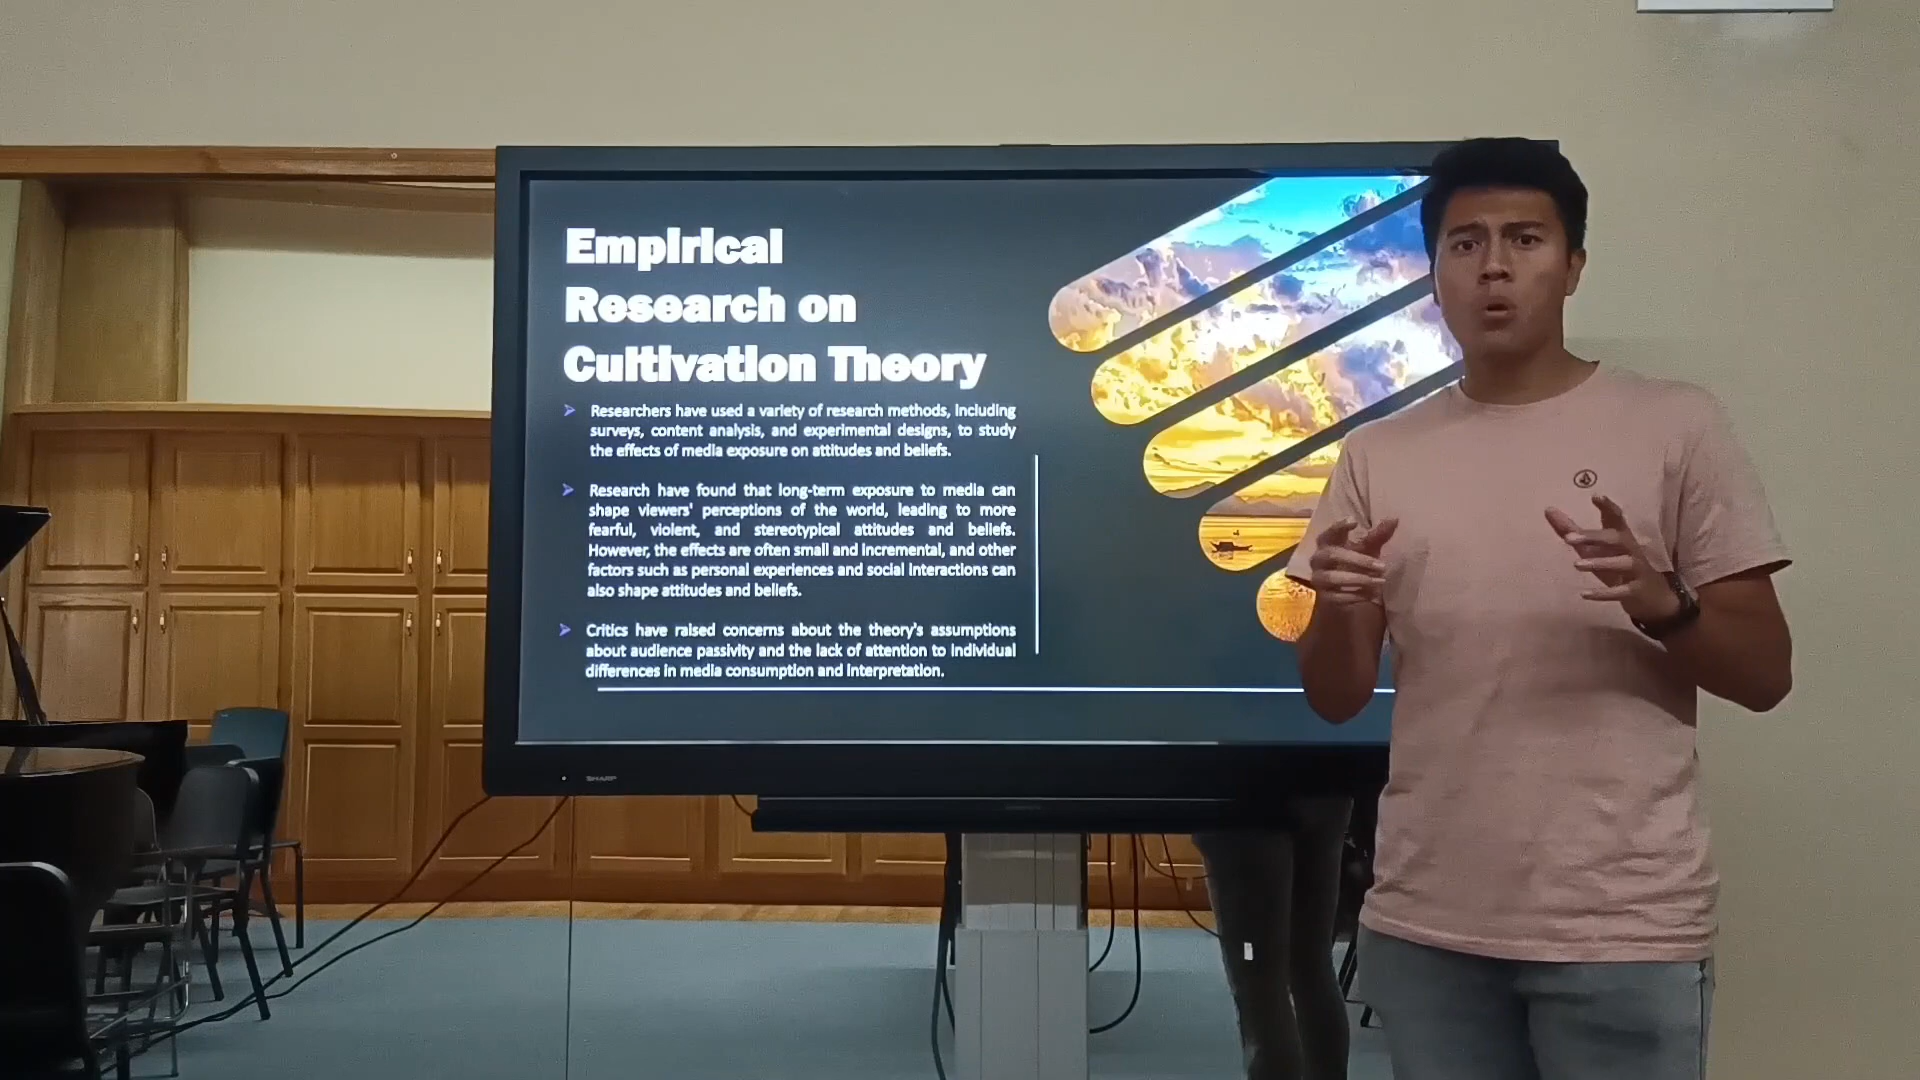 Empirical
Research on
Cultivation Theory
Researchers have used a variety of research methods, including
surveys, content analysis, and experimental designs, to study
the effects of media exposure on attitudes and beliefs.
Research have found that long-term exposure to media can
shape viewers' perceptions of the world, leading to more
fearful, violent, and stereotypical attitudes and beliefs.
However, the effects are often small and incremental, and other
factors such as personal experiences and social interactions can
also shape attitudes and beliefs.
Critics have raised concerns about the theory's assumptions
about audience passivity and the lack of attention to individual
differences in media consumption and interpretation.
SHARP